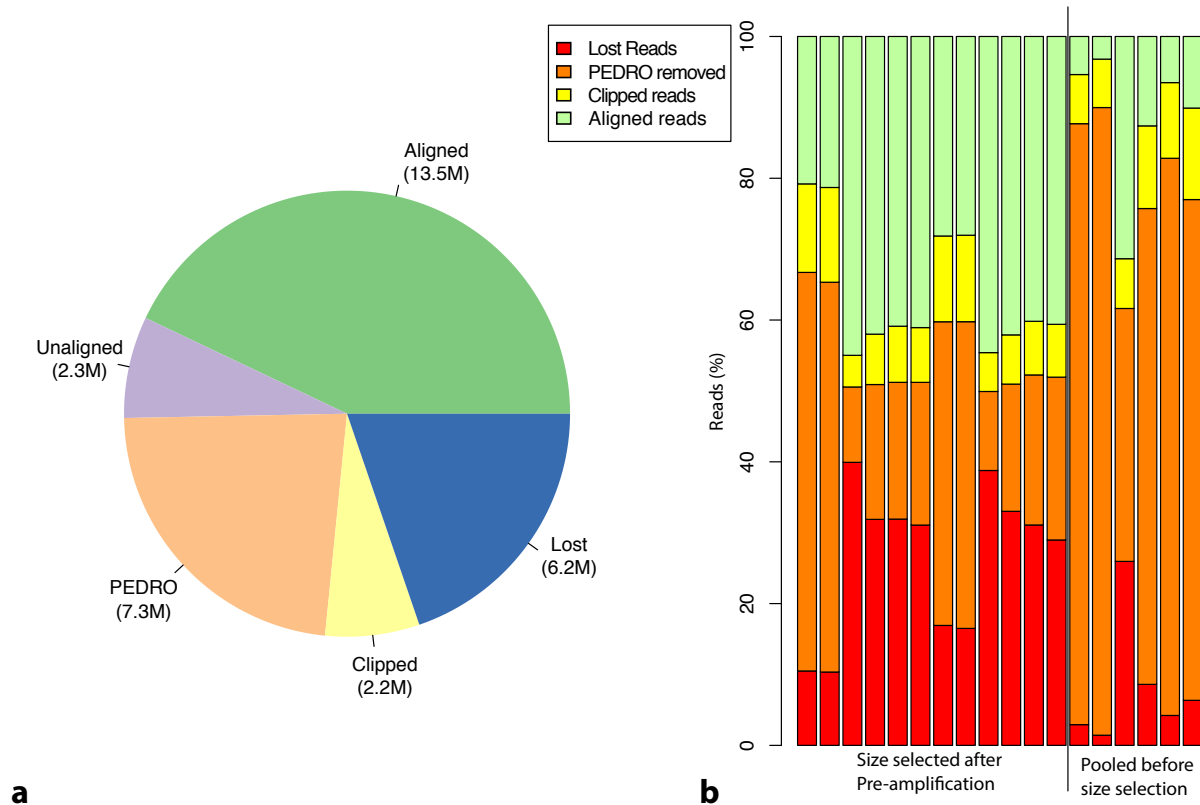 Aligned
(13.5M)
Unaligned
(2.3M)
PEDRO
(7.3M)
Clipped
(2.2M)
Lost
(6.2M)
a
Lost Reads
PEDRO removed
Clipped reads
Aligned reads
Reads (%)
100
80
60
40
20
0
Size selected after
Pre-amplification
Pooled before
size selection
b